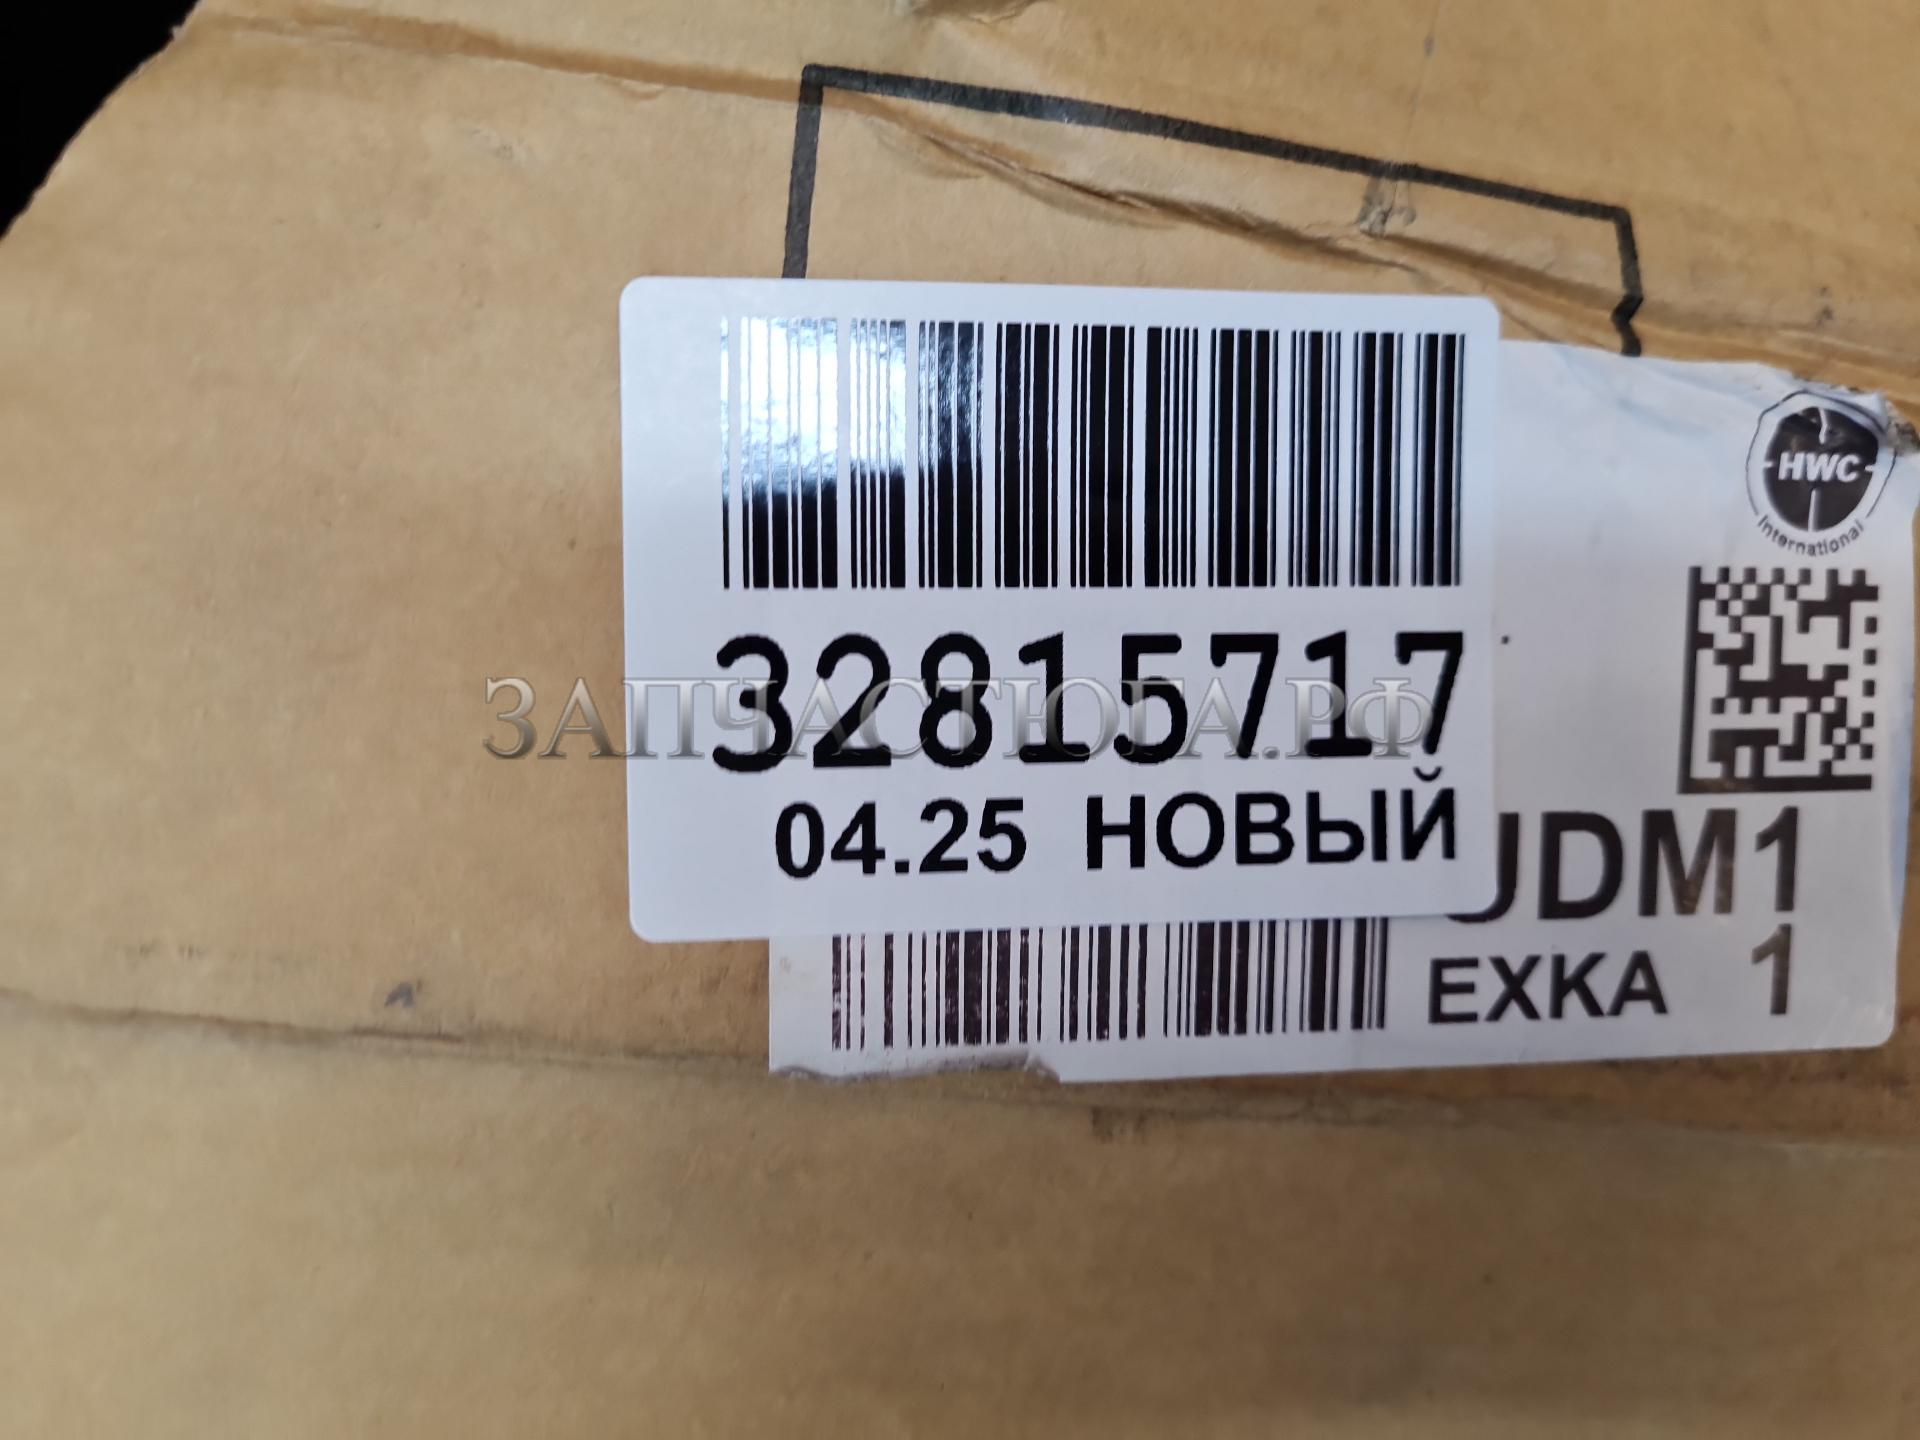 HWC
International
32815717
ЗАПЧАСТЮГА.РФ
04.25 НОВЫЙ
JDM1
EXKA 1